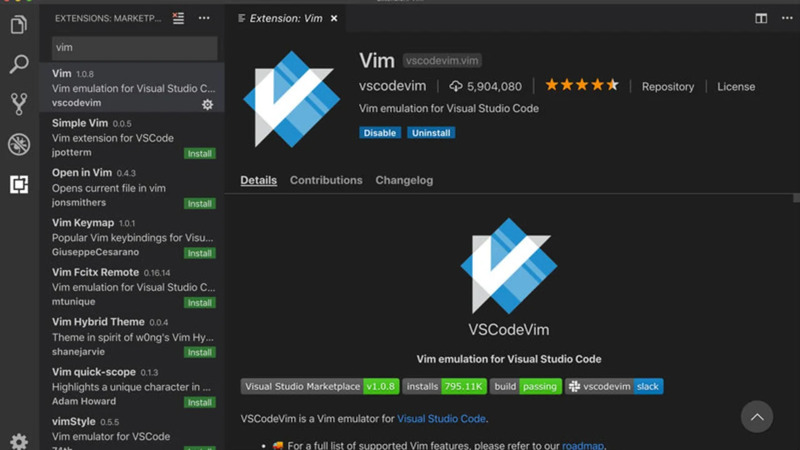 EXTENSIONS: MARKETP...
vim
Vim 1.0.8
Vim emulation for Visual Studio C...
vscodevim
Simple Vim 0.0.5
Vim extension for VSCode
jpotterm
Install
Open in Vim 0.4.3
Opens current file in vim
jonsmithers
Install
Vim Keymap 1.0.1
Popular Vim keybindings for Visu...
GiuseppeCesarano
Install
Vim Fcitx Remote 0.16.14
Vim emulation for Visual Studio C...
mtunique
Install
Vim Hybrid Theme 0.0.4
Theme in spirit of w0ng's Vim Hy...
shanejarvie
Install
Vim quick-scope 0.1.3
Highlights a unique character in ...
Adam Howard
Install
vimStyle 0.5.5
Vim emulator for VSCode
Extension: Vim
Vim vscodevim.vim
vscodevim 5,904,080 Repository License
Vim emulation for Visual Studio Code
Disable Uninstall
Details Contributions Changelog
VSCodeVim
Vim emulation for Visual Studio Code
Visual Studio Marketplace v1.0.8 installs 795.11K build passing vscodevim slack
VSCodeVim is a Vim emulator for Visual Studio Code.
• 🚚 For a full list of supported Vim features, please refer to our roadmap.